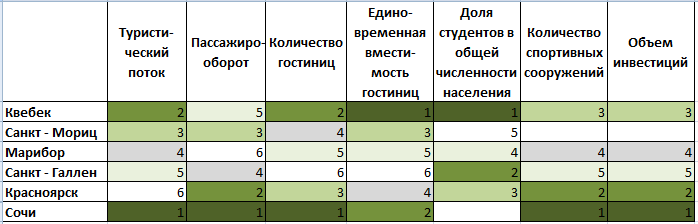 Туристи-
ческий
поток
Пассажиро-
оборот
Количество
гостиниц
Едино-
временная
вмести-
мость
гостиниц
Доля
студентов в
общей
численности
населения
Количество
спортивных
сооружений
Объем
инвестиций
Квебек 2 5 2 1 1 3 3
Санкт - Мориц 3 3 4 3 5
Марибор 4 6 5 5 4 4 4
Санкт - Галлен 5 4 6 6 2 5 5
Красноярск 6 2 3 4 3 2 2
Сочи 1 1 1 2 1 1